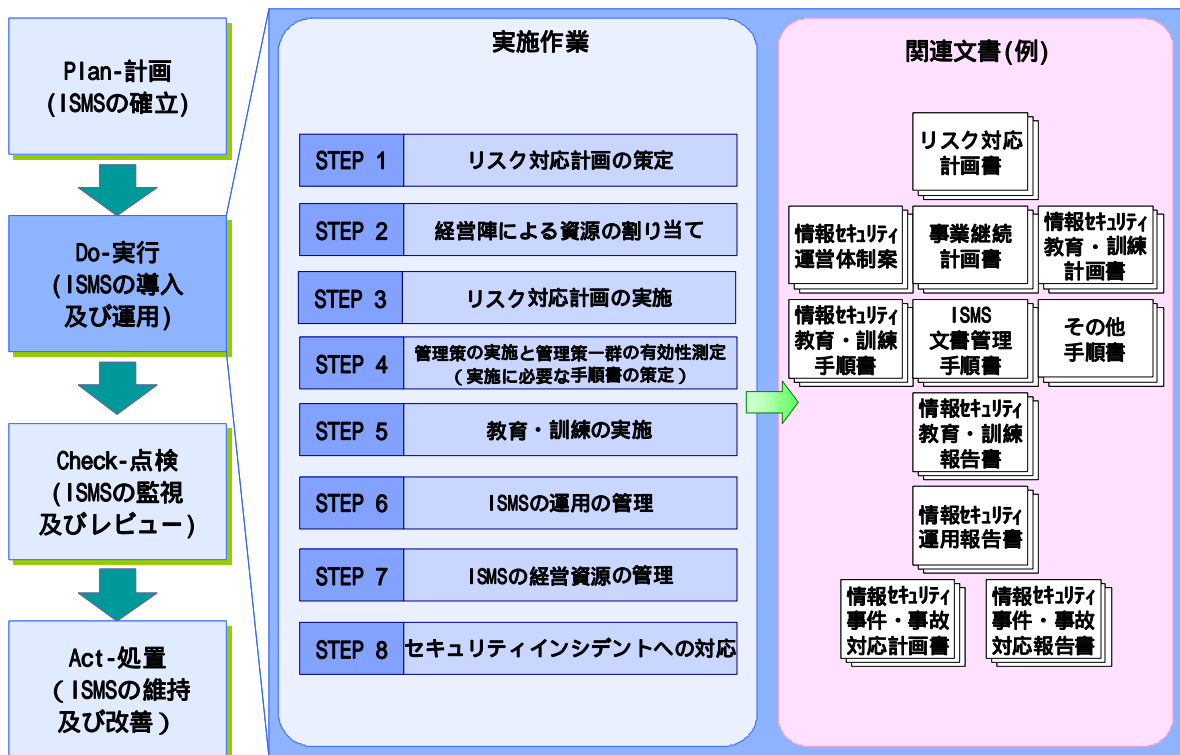 Plan-計画
(ISMSの確立)
Do-実行
(ISMSの導入
及び運用)
Check-点検
(ISMSの監視
及びレビュー)
Act-処置
(ISMSの維持
及び改善)
実施作業
STEP 1
リスク対応計画の策定
STEP 2
経営陣による資源の割り当て
STEP 3
リスク対応計画の実施
STEP 4
管理策の実施と管理策一群の有効性測定
(実施に必要な手順書の策定)
STEP 5
教育・訓練の実施
STEP 6
ISMSの運用の管理
STEP 7
ISMSの経営資源の管理
STEP 8
セキュリティインシデントへの対応
関連文書(例)
リスク対応
計画書
情報セキュリティ
運営体制案
事業継続
計画書
情報セキュリティ
教育・訓練
計画書
情報セキュリティ
教育・訓練
手順書
ISMS
文書管理
手順書
その他
手順書
情報セキュリティ
教育・訓練
報告書
情報セキュリティ
運用報告書
情報セキュリティ
事件・事故
対応計画書
情報セキュリティ
事件・事故
対応報告書